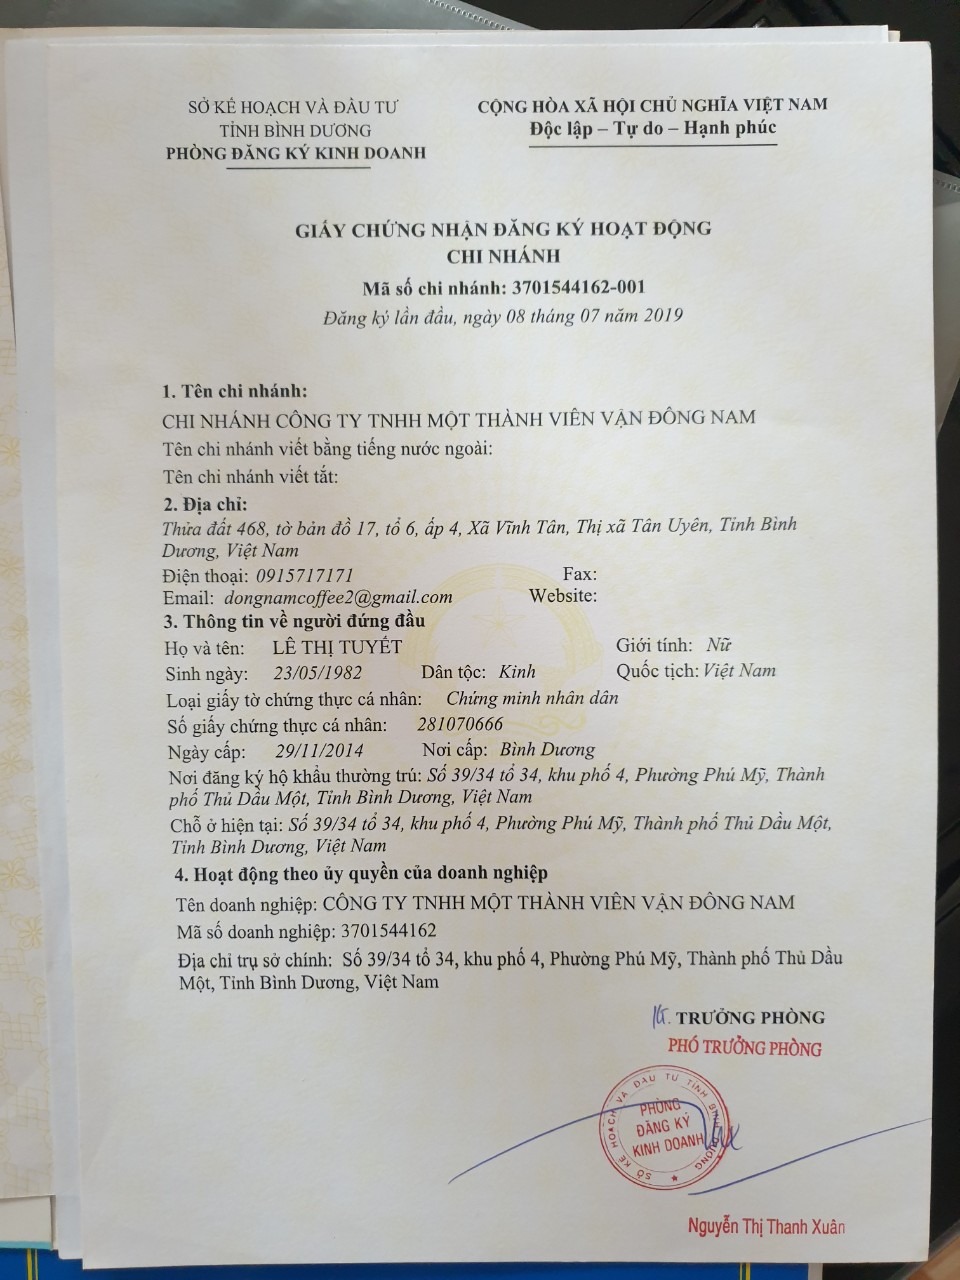 SỞ KẾ HOẠCH VÀ ĐẦU TƯ
TỈNH BÌNH DƯƠNG
PHÒNG ĐĂNG KÝ KINH DOANH
CỘNG HÒA XÃ HỘI CHỦ NGHĨA VIỆT NAM
Độc lập – Tự do – Hạnh phúc
GIẤY CHỨNG NHẬN ĐĂNG KÝ HOẠT ĐỘNG
CHI NHÁNH
Mã số chi nhánh: 3701544162-001
Đăng ký lần đầu, ngày 08 tháng 07 năm 2019
1. Tên chi nhánh:
CHI NHÁNH CÔNG TY TNHH MỘT THÀNH VIÊN VẬN ĐÔNG NAM
Tên chi nhánh viết bằng tiếng nước ngoài:
Tên chi nhánh viết tắt:
2. Địa chỉ:
Thửa đất 468, tờ bản đồ 17, tổ 6, ấp 4, Xã Vĩnh Tân, Thị xã Tân Uyên, Tỉnh Bình
Dương, Việt Nam
Điện thoại: 0915717171 Fax:
Email: dongnamcoffee2@gmail.com Website:
3. Thông tin về người đứng đầu
Họ và tên: LÊ THỊ TUYẾT Giới tính: Nữ
Sinh ngày: 23/05/1982 Dân tộc: Kinh Quốc tịch: Việt Nam
Loại giấy tờ chứng thực cá nhân: Chứng minh nhân dân
Số giấy chứng thực cá nhân: 281070666
Ngày cấp: 29/11/2014 Nơi cấp: Bình Dương
Nơi đăng ký hộ khẩu thường trú: Số 39/34 tổ 34, khu phố 4, Phường Phú Mỹ, Thành
phố Thủ Dầu Một, Tỉnh Bình Dương, Việt Nam
Chỗ ở hiện tại: Số 39/34 tổ 34, khu phố 4, Phường Phú Mỹ, Thành phố Thủ Dầu Một,
Tỉnh Bình Dương, Việt Nam
4. Hoạt động theo ủy quyền của doanh nghiệp
Tên doanh nghiệp: CÔNG TY TNHH MỘT THÀNH VIÊN VẬN ĐÔNG NAM
Mã số doanh nghiệp: 3701544162
Địa chỉ trụ sở chính: Số 39/34 tổ 34, khu phố 4, Phường Phú Mỹ, Thành phố Thủ Dầu
Một, Tỉnh Bình Dương, Việt Nam
KT. TRƯỞNG PHÒNG
PHÓ TRƯỞNG PHÒNG
SỞ KẾ HOẠCH VÀ ĐẦU TƯ TỈNH BÌNH DƯƠNG
PHÒNG
ĐĂNG KÝ
KINH DOANH
Nguyễn Thị Thanh Xuân